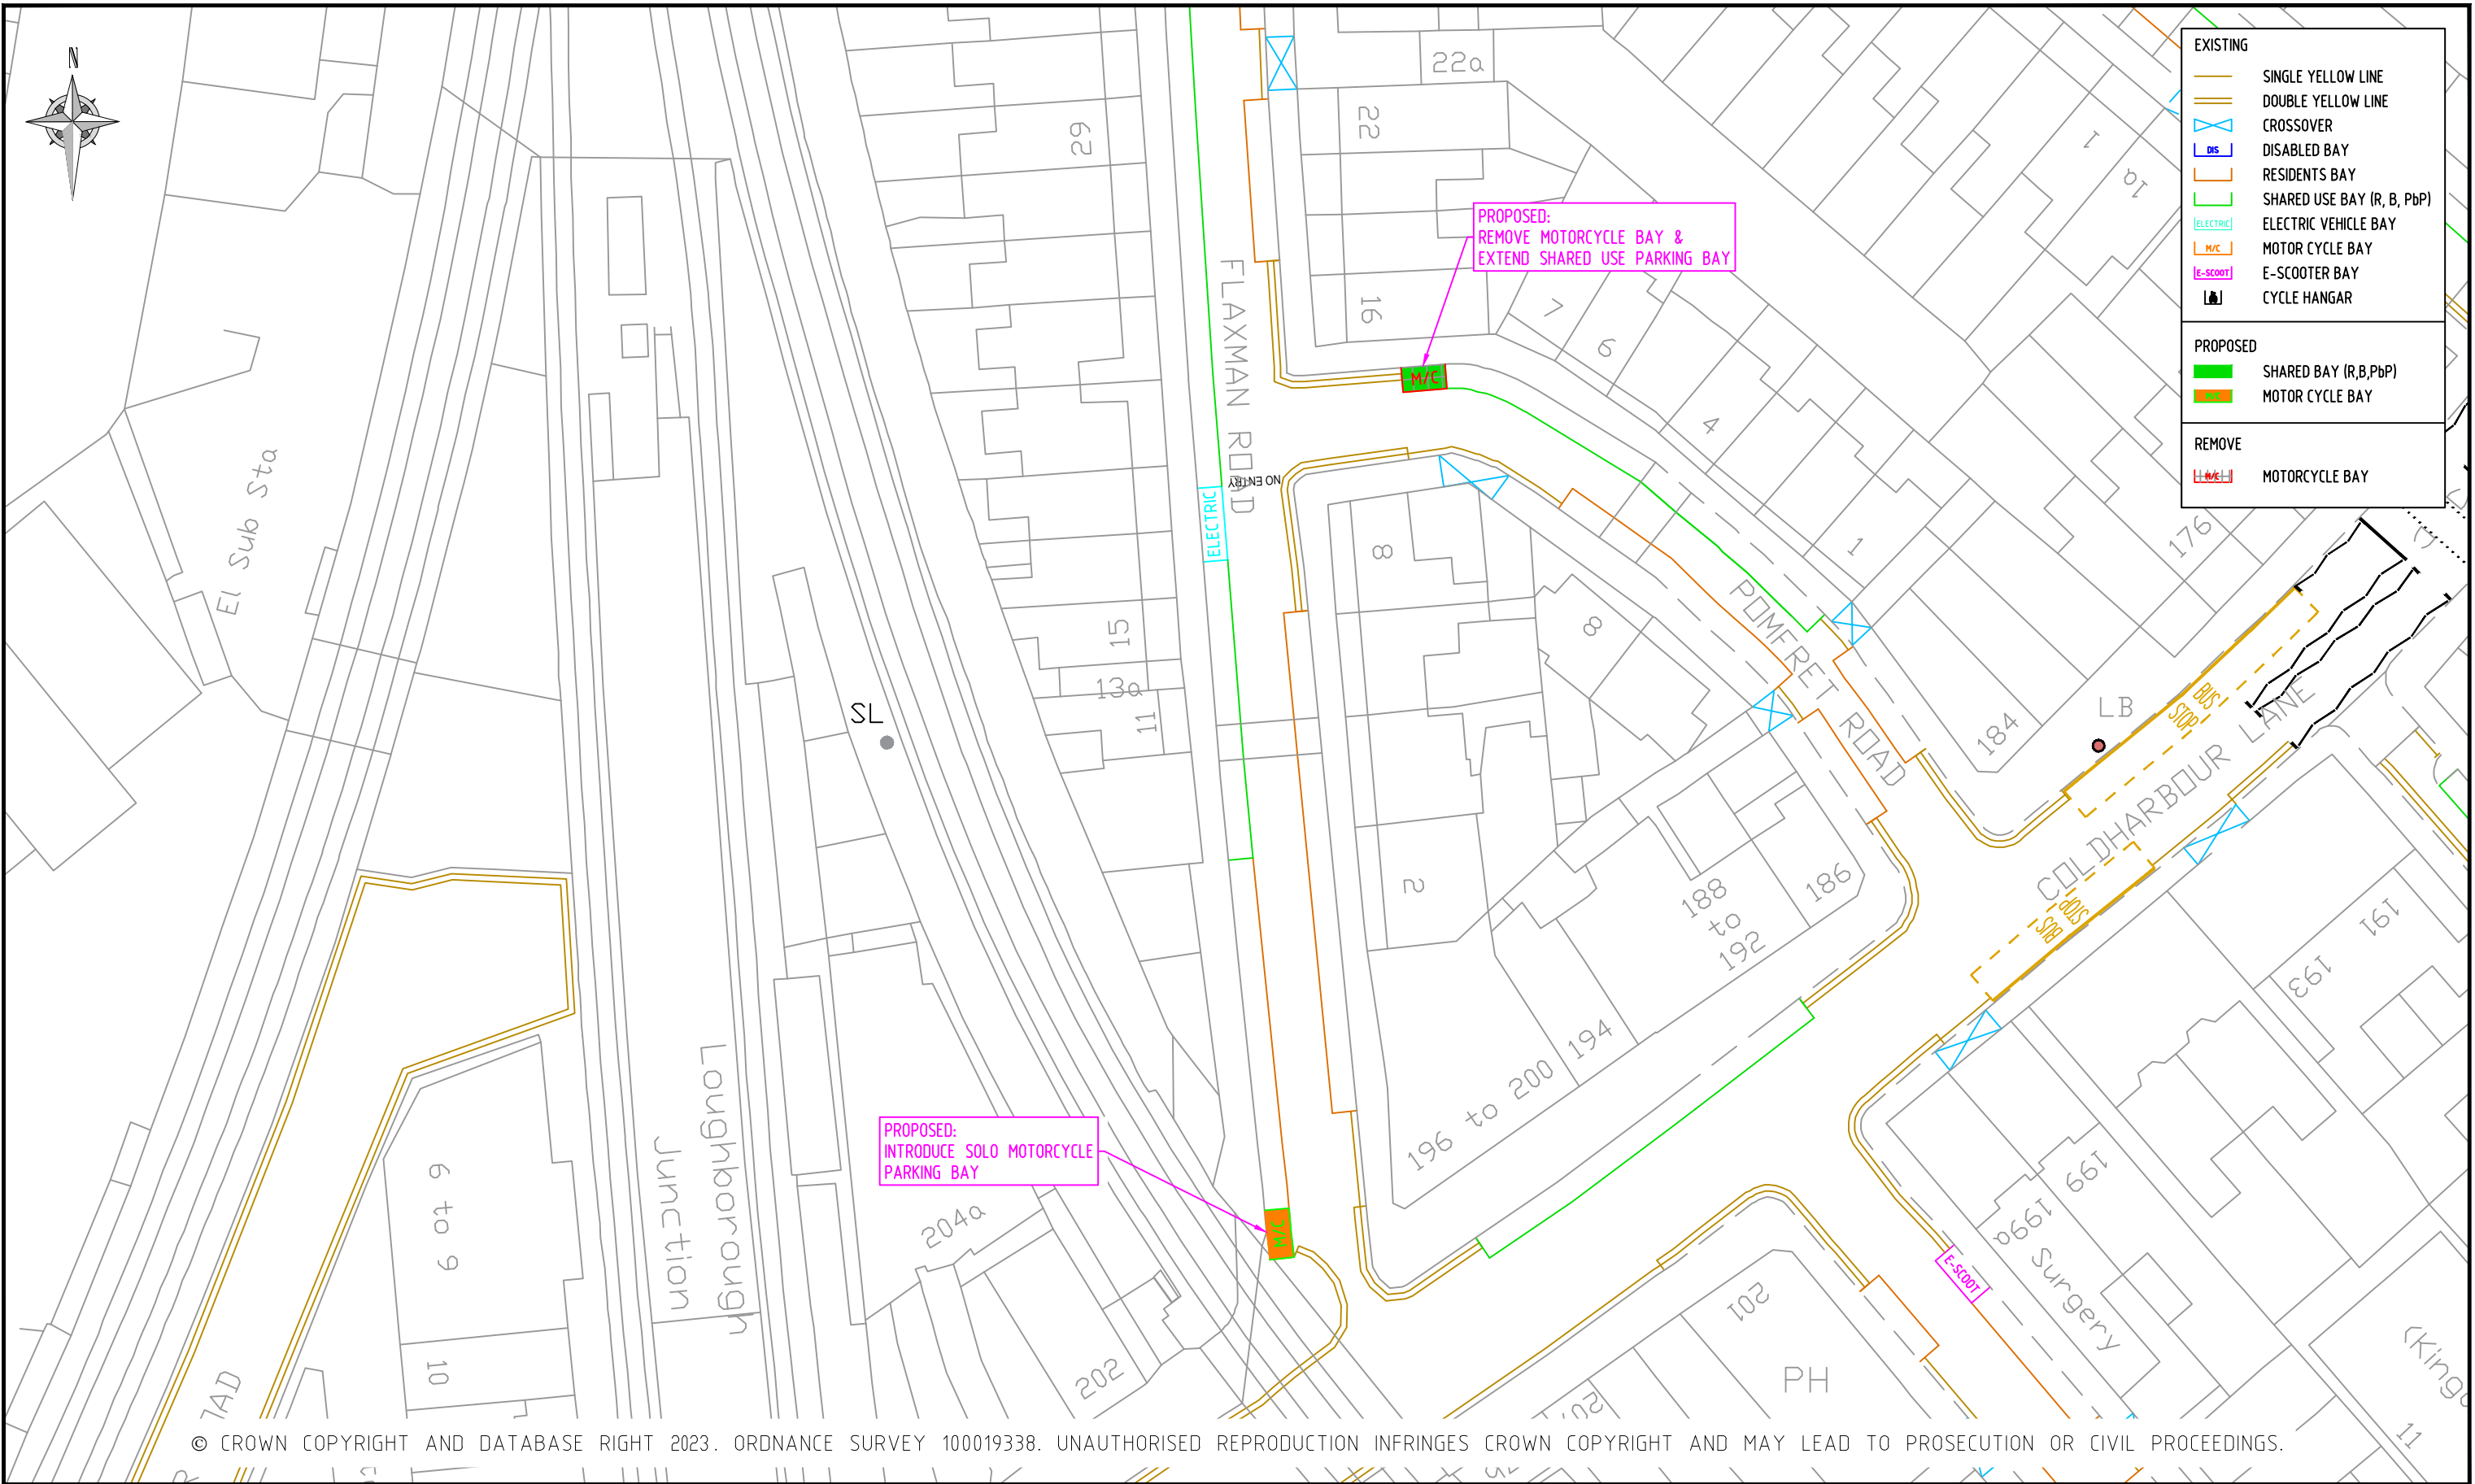 N
EXISTING
SINGLE YELLOW LINE
DOUBLE YELLOW LINE
CROSSOVER
DIS DISABLED BAY
RESIDENTS BAY
SHARED USE BAY (R, B, PbP)
ELECTRIC ELECTRIC VEHICLE BAY
M/C MOTOR CYCLE BAY
E-SCOOT E-SCOOTER BAY
CYCLE HANGAR
PROPOSED
SHARED BAY (R,B,PbP)
M/C MOTOR CYCLE BAY
REMOVE
M/C MOTORCYCLE BAY
22a
62
22
1
1a
PROPOSED:
REMOVE MOTORCYCLE BAY &
EXTEND SHARED USE PARKING BAY
16
7
6
4
1
M/C
FLAXMAN ROAD
NO ENTRY
ELECTRIC
El Sub Sta
176
8
8
POMFRET ROAD
15
13a
11
SL
LB
184
BUS
STOP
COLDHARBOUR LANE
BUS
STOP
2
188
to
192
186
191
193
194
196 to 200
PROPOSED:
INTRODUCE SOLO MOTORCYCLE
PARKING BAY
M/C
Loughborough
Junction
6 to 9
10
204a
202
199
199a
Surgery
E-SCOOT
201
PH
11
© CROWN COPYRIGHT AND DATABASE RIGHT 2023. ORDNANCE SURVEY 100019338. UNAUTHORISED REPRODUCTION INFRINGES CROWN COPYRIGHT AND MAY LEAD TO PROSECUTION OR CIVIL PROCEEDINGS.